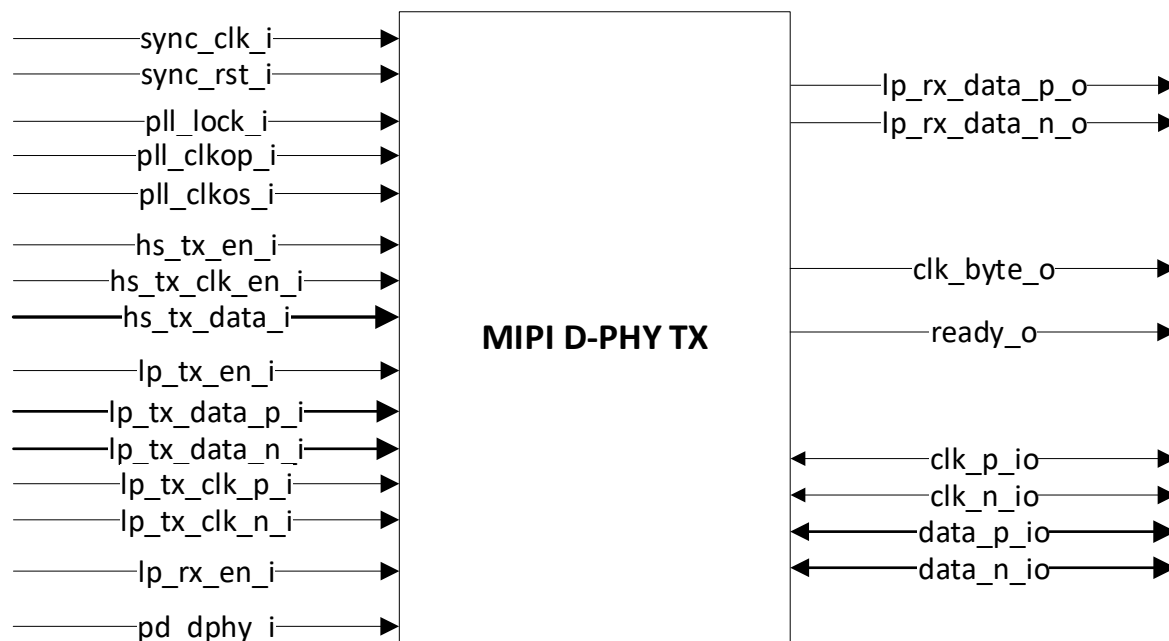 sync_clk_i
sync_rst_i
pll_lock_i
pll_clkop_i
pll_clkos_i
hs_tx_en_i
hs_tx_clk_en_i
hs_tx_data_i
lp_tx_en_i
lp_tx_data_p_i
lp_tx_data_n_i
lp_tx_clk_p_i
lp_tx_clk_n_i
lp_rx_en_i
pd_dphy_i
MIPI D-PHY TX
lp_rx_data_p_o
lp_rx_data_n_o
clk_byte_o
ready_o
clk_p_io
clk_n_io
data_p_io
data_n_io